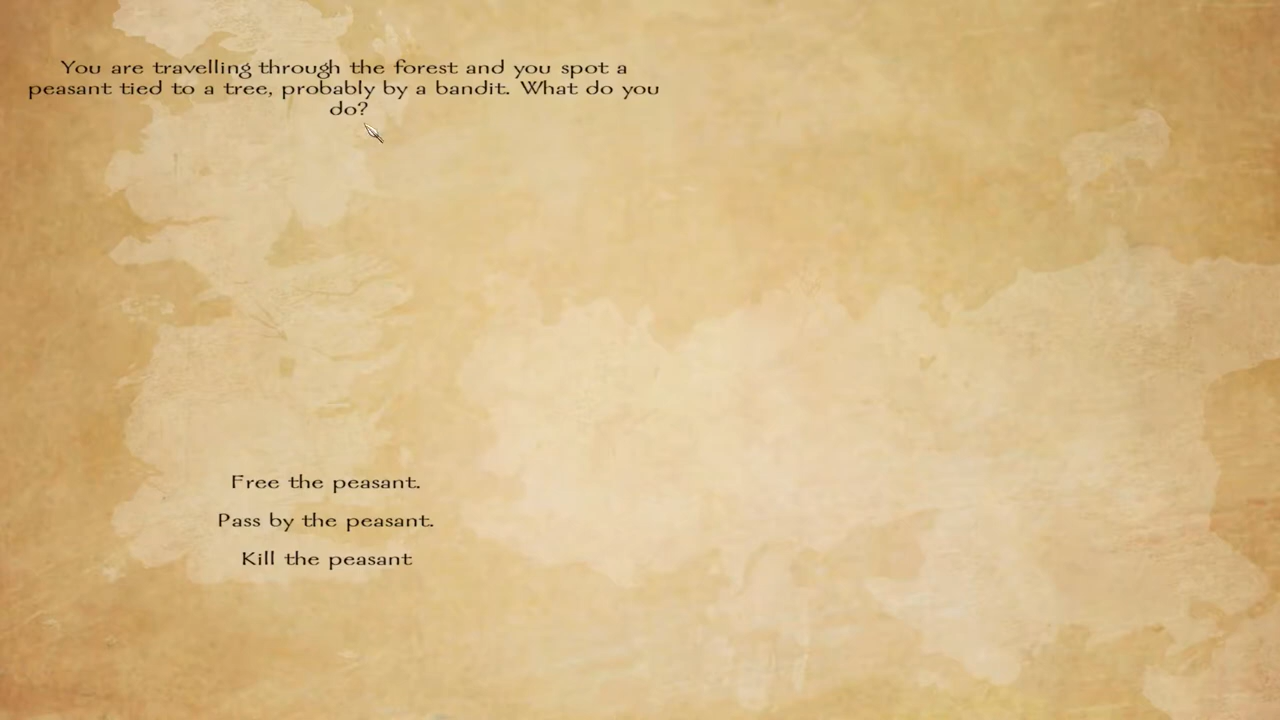 You are travelling through the forest and you spot a
peasant tied to a tree, probably by a bandit. What do you
do?
Free the peasant.
Pass by the peasant.
Kill the peasant